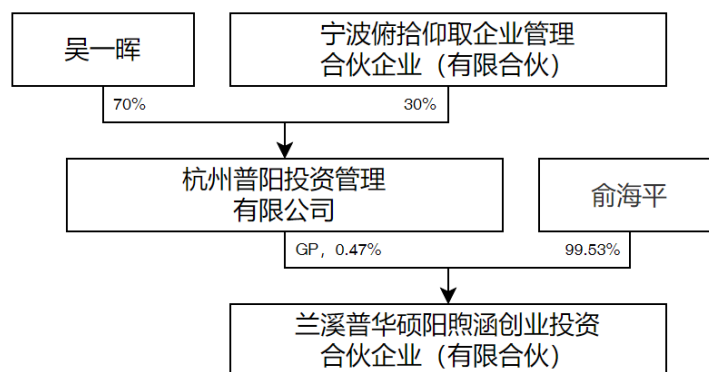 吴一晖
宁波俯拾仰取企业管理
合伙企业（有限合伙）
70%
30%
杭州普阳投资管理
有限公司
俞海平
GP，0.47%
99.53%
兰溪普华硕阳煦涵创业投资
合伙企业（有限合伙）